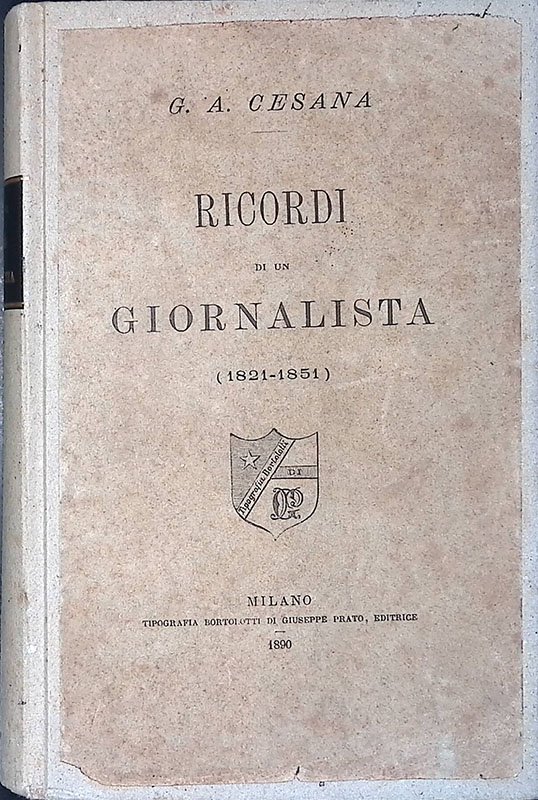 G. A. CESANA
RICORDI
DI UN
GIORNALISTA
(1821-1851)
Tipografia Bortolotti
DI
MILANO
TIPOGRAFIA BORTOLOTTI DI GIUSEPPE PRATO, EDITRICE
1890